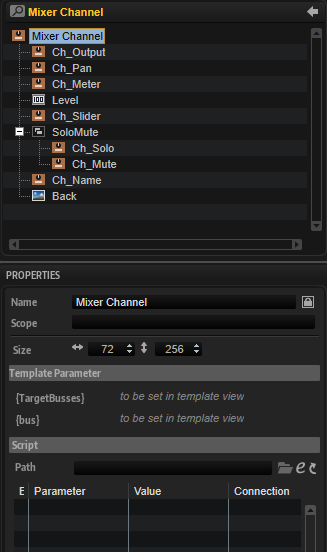 Mixer Channel
Mixer Channel
Ch_Output
Ch_Pan
Ch_Meter
Level
Ch_Slider
SoloMute
Ch_Solo
Ch_Mute
Ch_Name
Back
PROPERTIES
Name Mixer Channel
Scope
Size 72 256
Template Parameter
{TargetBusses} to be set in template view
{bus} to be set in template view
Script
Path e
E Parameter Value Connection